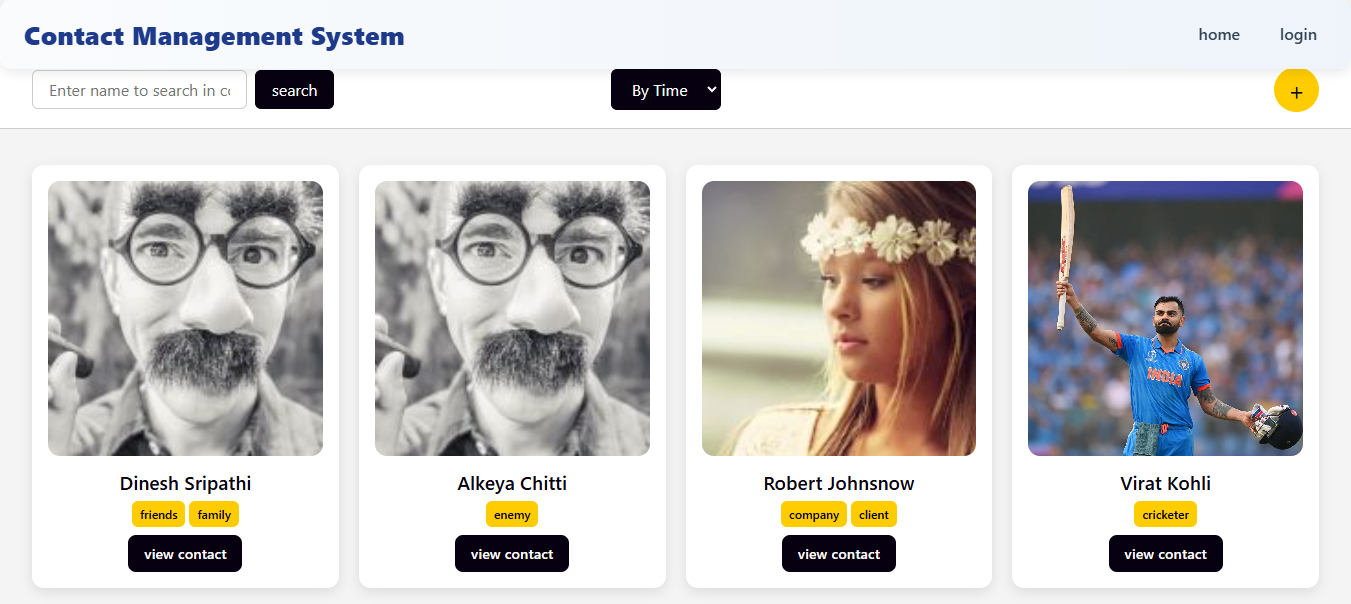 Contact Management System
home
login
Enter name to search in co
search
By Time
+
Dinesh Sripathi
friends
family
view contact
Alkeya Chitti
enemy
view contact
Robert Johnsnow
company
client
view contact
INDIA
Virat Kohli
cricketer
view contact